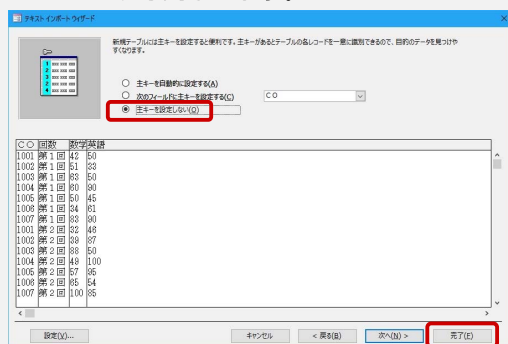 テキスト インポート ウィザード
新規テーブルには主キーを設定すると便利です。主キーがあるとテーブルの各レコードを一意に識別できるので、目的のデータを見つけや
すくなります。
主キーを自動的に設定する(A)
次のフィールドに主キーを設定する(C) CO
主キーを設定しない(O)
CO 回数 数学 英語
1001 第1回 42 50
1002 第1回 51 33
1003 第1回 63 50
1004 第1回 60 90
1005 第1回 50 45
1006 第1回 34 61
1007 第1回 83 90
1001 第2回 32 46
1002 第2回 39 87
1003 第2回 88 50
1004 第2回 49 100
1005 第2回 57 95
1006 第2回 65 54
1007 第2回 100 85
設定(V)... キャンセル < 戻る(B) 次へ(N) > 完了(F)